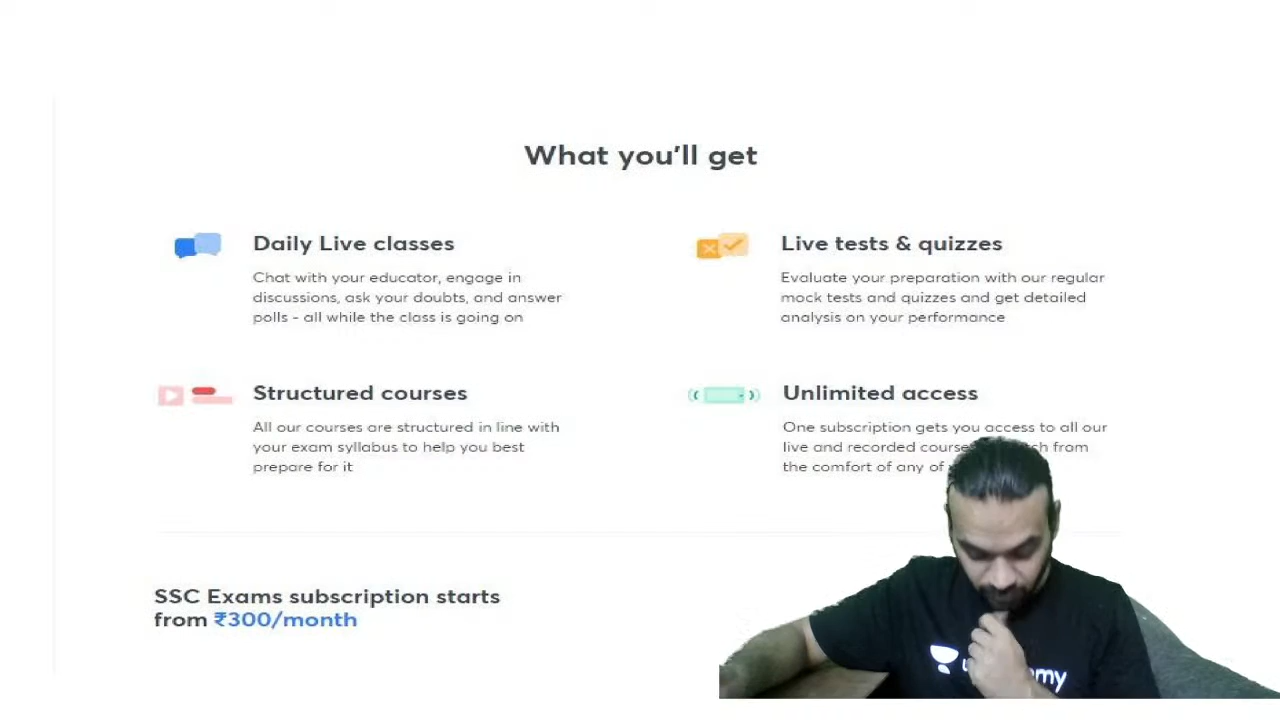 What you'll get
Daily Live classes
Chat with your educator, engage in
discussions, ask your doubts, and answer
polls - all while the class is going on
Live tests & quizzes
Evaluate your preparation with our regular
mock tests and quizzes and get detailed
analysis on your performance
Structured courses
All our courses are structured in line with
your exam syllabus to help you best
prepare for it
Unlimited access
One subscription gets you access to all our
live and recorded from
the comfort of any of
SSC Exams subscription starts
from ₹300/month